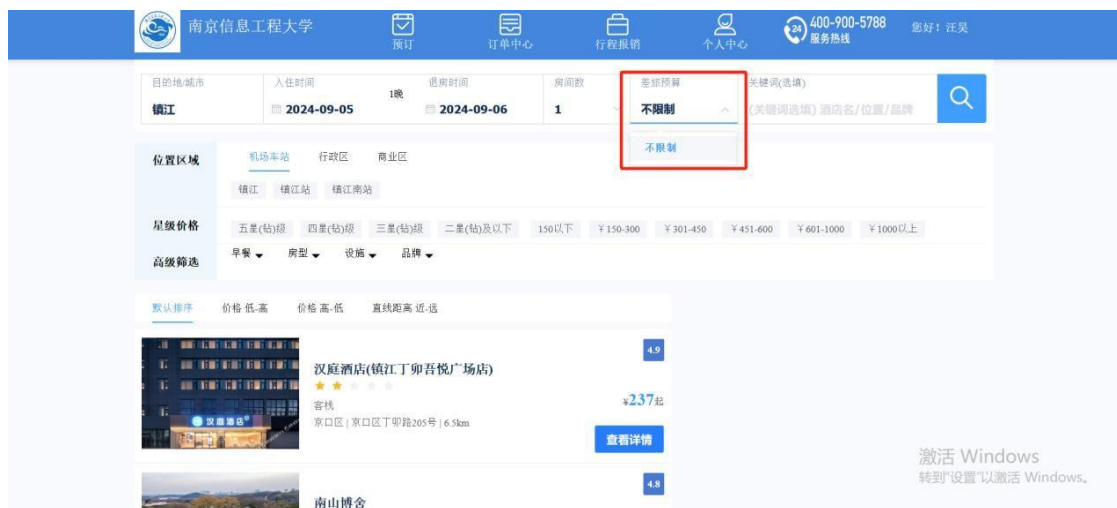 南京信息工程大学
预订
订单中心
行程报销
个人中心
24
400-900-5788
服务热线
您好！汪昊
目的地/城市
入住时间
退房时间
房间数
差旅预算
关键词(选填)
镇江
2024-09-05
1晚
2024-09-06
1
不限制
(关键词选填) 酒店名/位置/品牌
不限制
位置区域
机场车站 行政区 商业区
镇江 镇江站 镇江南站
星级价格
五星(钻)级 四星(钻)级 三星(钻)级 二星(钻)及以下 150以下 ¥150-300 ¥301-450 ¥451-600 ¥601-1000 ¥1000以上
高级筛选
早餐 房型 设施 品牌
默认排序 价格 低-高 价格 高-低 直线距离 近-远
汉庭酒店
汉庭酒店(镇江丁卯吾悦广场店)
4.9
客栈
¥237起
京口区 | 京口区丁卯路205号 | 6.5km
查看详情
南山博舍
4.8
激活 Windows
转到"设置"以激活 Windows。